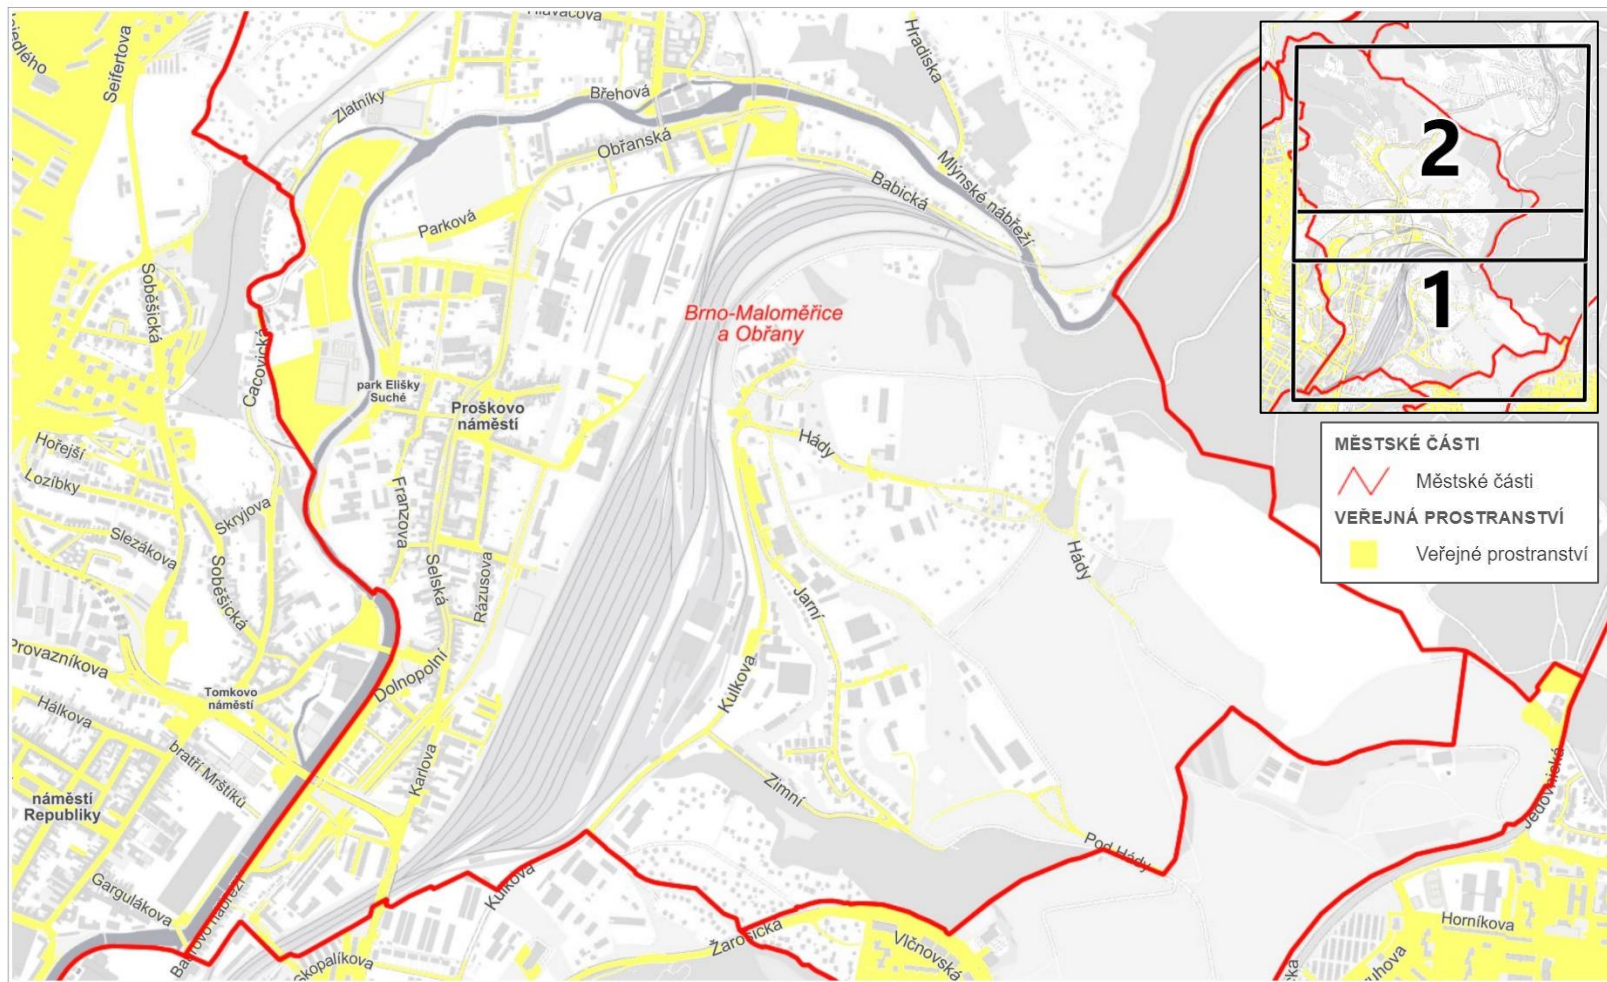 Seifertova
Zlatníky
Břehová
Hradiska
Obřanská
Mlýnské nábřeží
Babická
Parková
Soběšická
Cacovická
Brno-Maloměřice
a Obřany
park Elišky
Suché
Proškovo
náměstí
Hády
Hořejší
Lozíbky
Skryjova
Slezákova
Franzova
Soběšická
Selská
Rázusova
Hády
Jarní
Provazníkova
Tomkovo
náměstí
Dolnopolní
Kulkova
Hálkova
bratří Mrštíků
Karlova
Zimní
náměstí
Republiky
Pod Hády
Jedovnická
Gargulákova
Kulkova
Žarošická
Vlčnovská
Horníkova
Skopalíkova
2
1
MĚSTSKÉ ČÁSTI
Městské části
VEŘEJNÁ PROSTRANSTVÍ
Veřejné prostranství